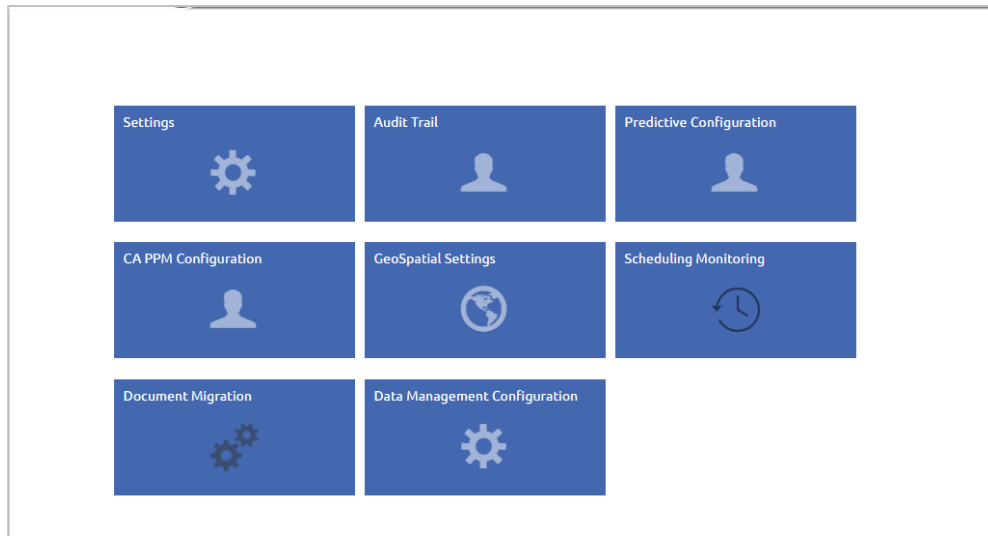 Settings
Audit Trail
Predictive Configuration
CA PPM Configuration
GeoSpatial Settings
Scheduling Monitoring
Document Migration
Data Management Configuration